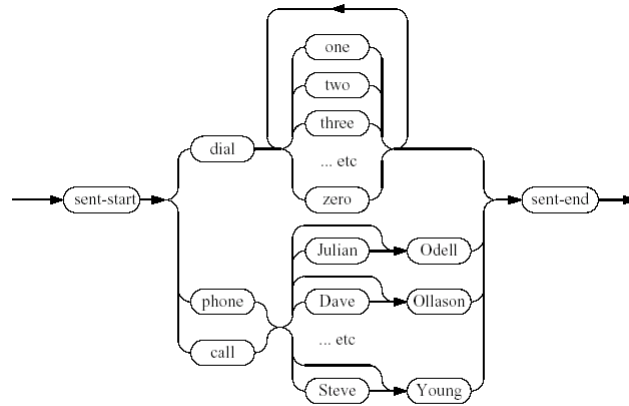 one
two
three
dial
... etc
zero
sent-start
sent-end
Julian
Odell
phone
Dave
Ollason
... etc
call
Steve
Young